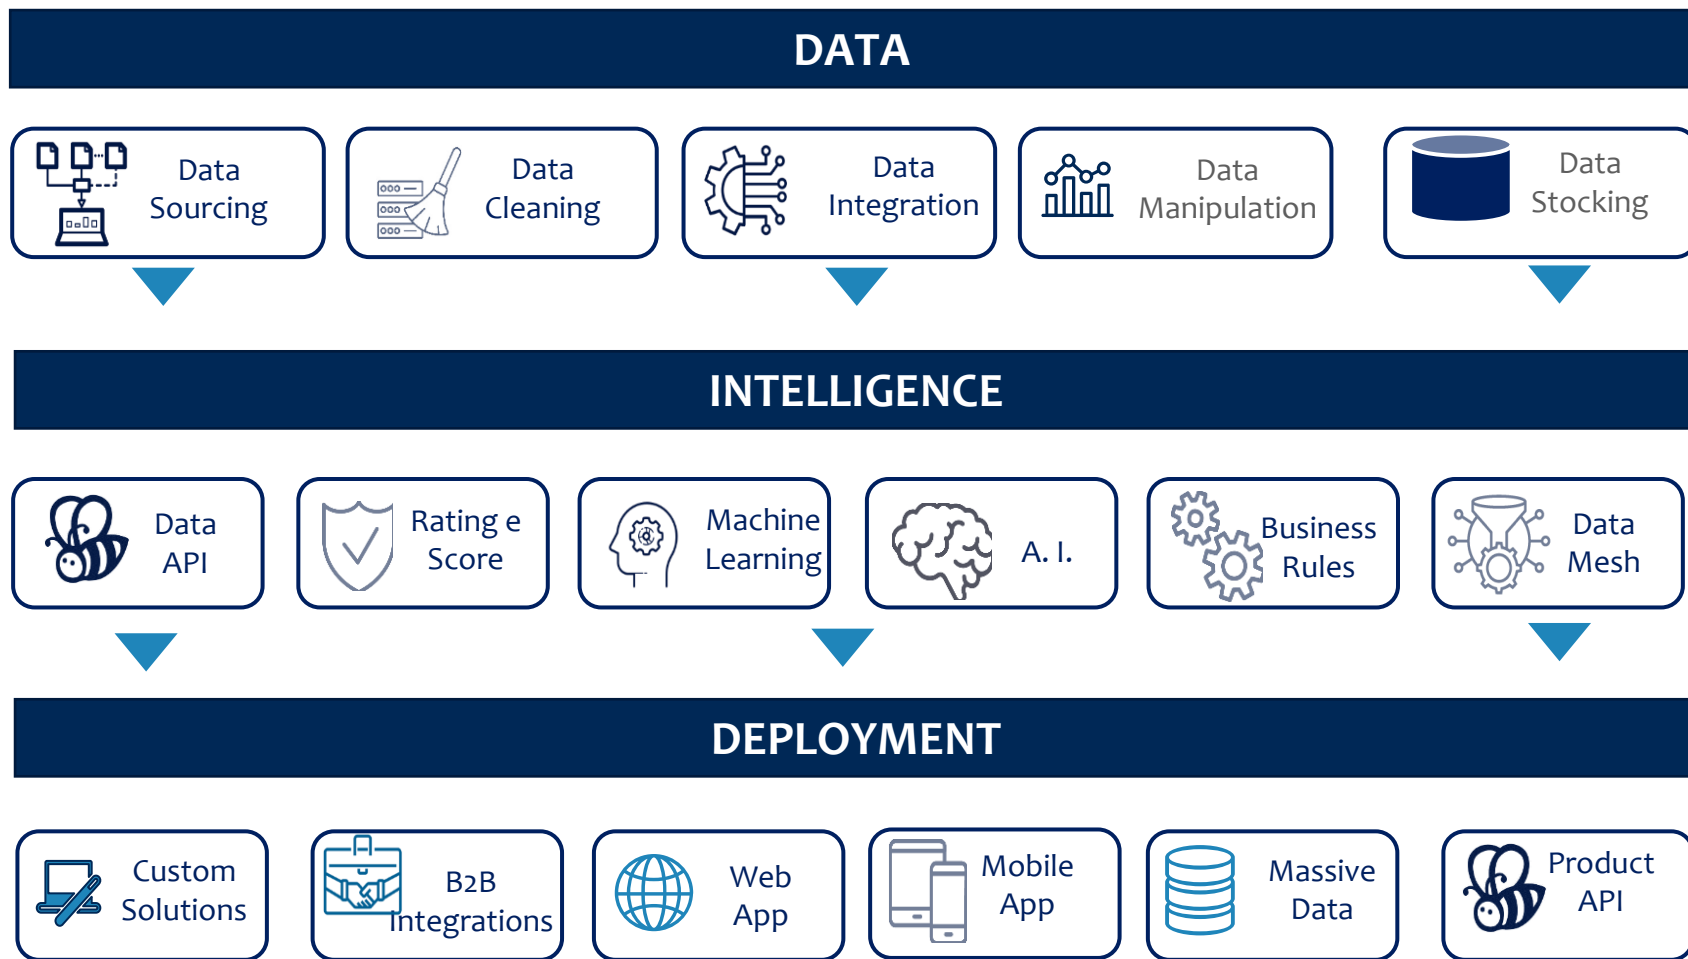 DATA
Data
Sourcing
Data
Cleaning
Data
Integration
Data
Manipulation
Data
Stocking
INTELLIGENCE
Data
API
Rating e
Score
Machine
Learning
A. I.
Business
Rules
Data
Mesh
DEPLOYMENT
Custom
Solutions
B2B
Integrations
Web
App
Mobile
App
Massive
Data
Product
API